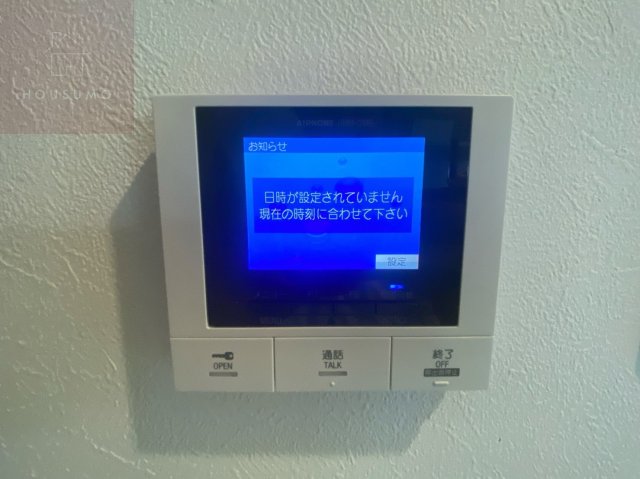 HOUSUMO
AIPHONE
お知らせ
日時が設定されていません
現在の時刻に合わせて下さい
設定
OPEN
通話
TALK
終了
OFF